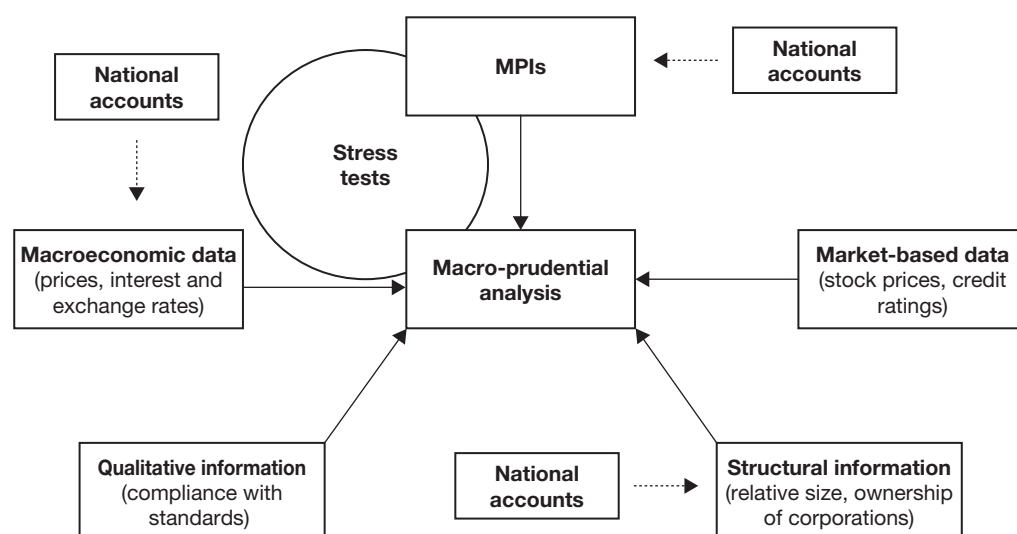 MPIs
National
accounts
National
accounts
Stress
tests
Macroeconomic data
(prices, interest and
exchange rates)
Macro-prudential
analysis
Market-based data
(stock prices, credit
ratings)
Qualitative information
(compliance with
standards)
National
accounts
Structural information
(relative size, ownership
of corporations)